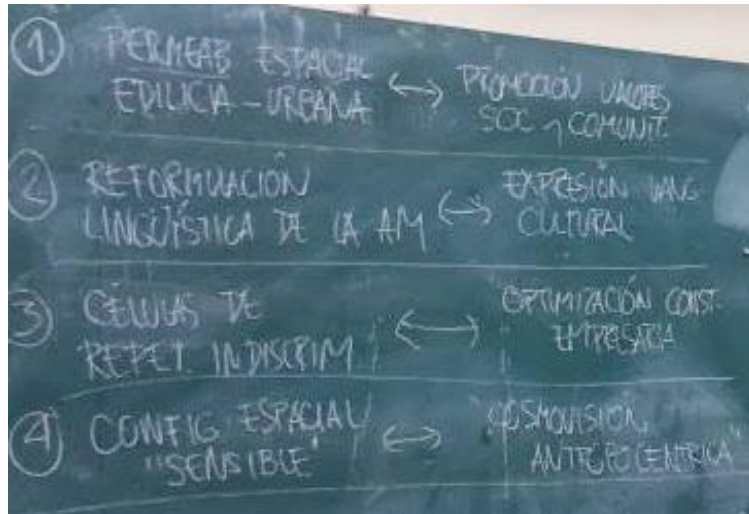 1. PERMEAB ESPACIAL ↔ PROMOCIÓN VALORES
EDILICIA - URBANA SOC y COMUNIT.
2 REFORMULACIÓN ↔ EXPRESIÓN
LINGÜÍSTICA DE LA AM CULTURAL
3 CÉLULAS DE ↔ OPTIMIZACIÓN CONST.
REPET. INDISCRIM. EMPRESARIA
4 CONFIG ESPACIAL ↔ COSMOVISIÓN
"SENSIBLE" ANTROPOCÉNTRICA"